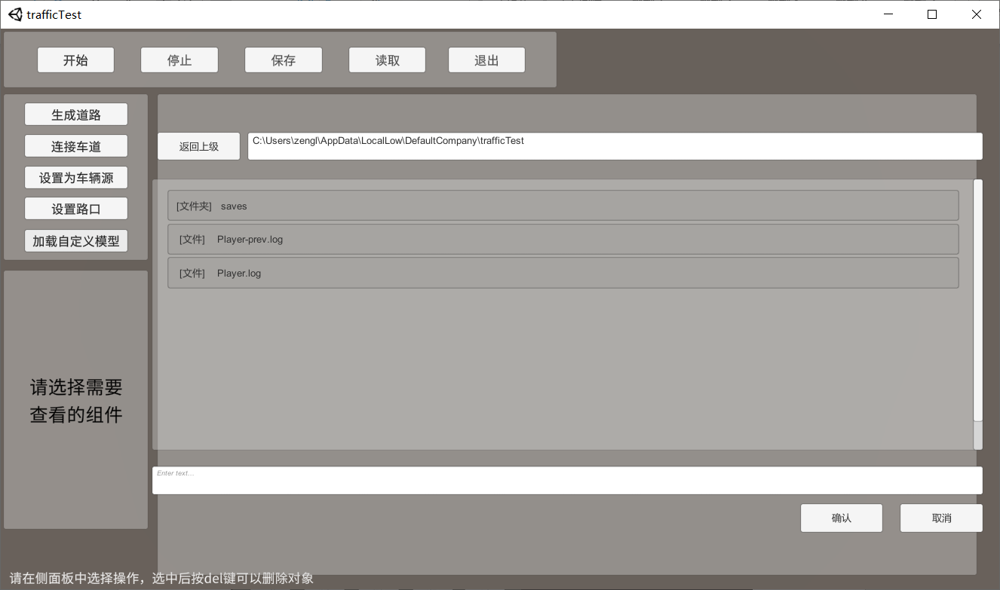 trafficTest
开始 停止 保存 读取 退出
生成道路
连接车道
设置为车辆源
设置路口
加载自定义模型
请选择需要
查看的组件
返回上级 C:\Users\zengl\AppData\LocalLow\DefaultCompany\trafficTest
[文件夹] saves
[文件] Player-prev.log
[文件] Player.log
Enter text...
确认 取消
请在侧面板中选择操作，选中后按del键可以删除对象